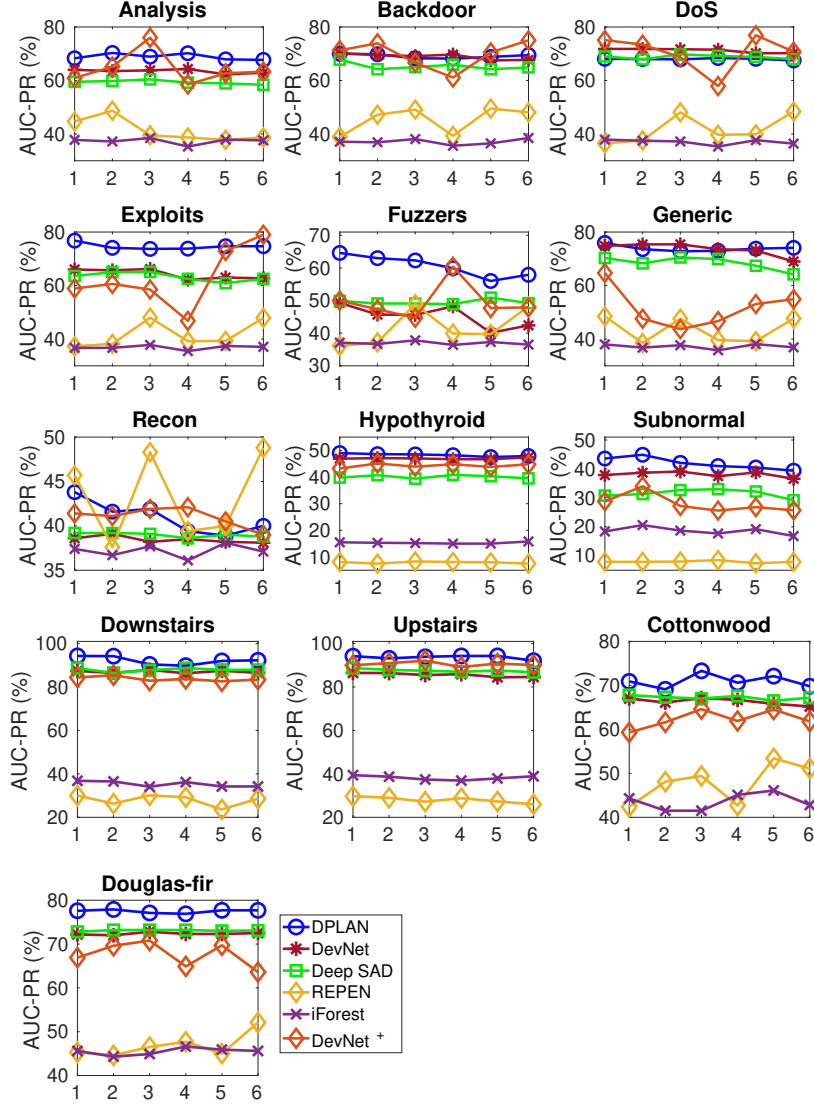 Analysis
Backdoor
DoS
AUC-PR (%)
80
60
40
1 2 3 4 5 6
AUC-PR (%)
80
60
40
1 2 3 4 5 6
AUC-PR (%)
80
60
40
1 2 3 4 5 6
Exploits
Fuzzers
Generic
AUC-PR (%)
80
60
40
1 2 3 4 5 6
AUC-PR (%)
70
60
50
40
30
1 2 3 4 5 6
AUC-PR (%)
80
60
40
1 2 3 4 5 6
Recon
Hypothyroid
Subnormal
AUC-PR (%)
50
45
40
35
1 2 3 4 5 6
AUC-PR (%)
50
40
30
20
10
1 2 3 4 5 6
AUC-PR (%)
50
40
30
20
10
1 2 3 4 5 6
Downstairs
Upstairs
Cottonwood
AUC-PR (%)
100
80
60
40
20
1 2 3 4 5 6
AUC-PR (%)
100
80
60
40
20
1 2 3 4 5 6
AUC-PR (%)
80
70
60
50
40
1 2 3 4 5 6
Douglas-fir
AUC-PR (%)
80
70
60
50
40
1 2 3 4 5 6
DPLAN
DevNet
Deep SAD
REPEN
iForest
DevNet +